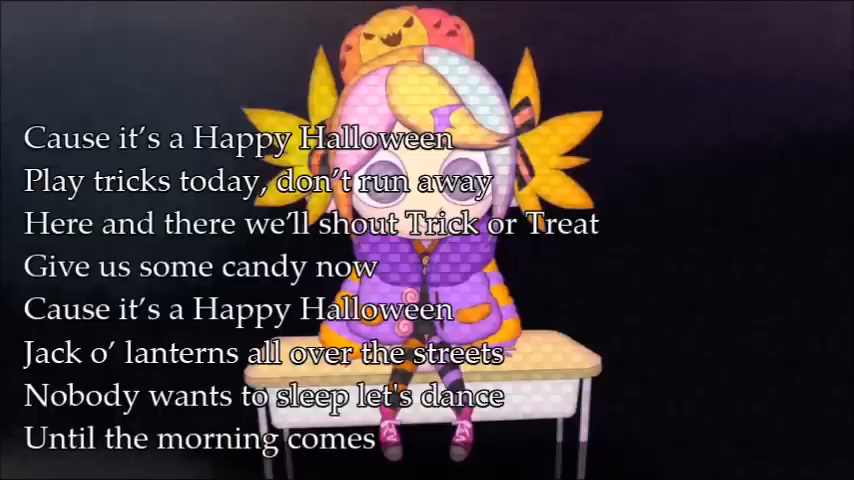 Cause it’s a Happy Halloween
Play tricks today, don’t run away
Here and there we’ll shout Trick or Treat
Give us some candy now
Cause it’s a Happy Halloween
Jack o’ lanterns all over the streets
Nobody wants to sleep let's dance
Until the morning comes